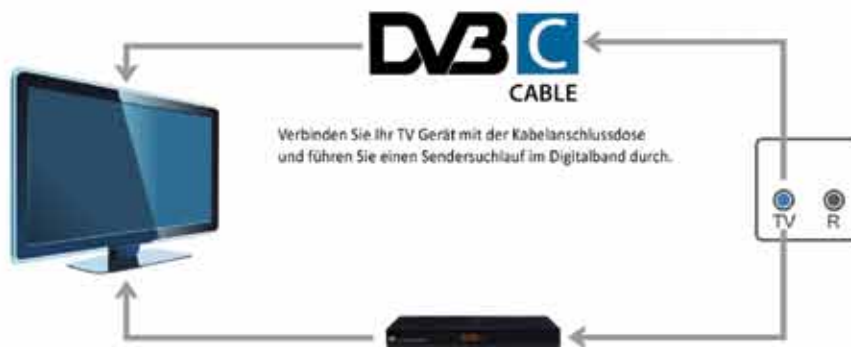 DVB C
CABLE
Verbinden Sie Ihr TV Gerät mit der Kabelanschlussdose
und führen Sie einen Sendersuchlauf im Digitalband durch.
TV R